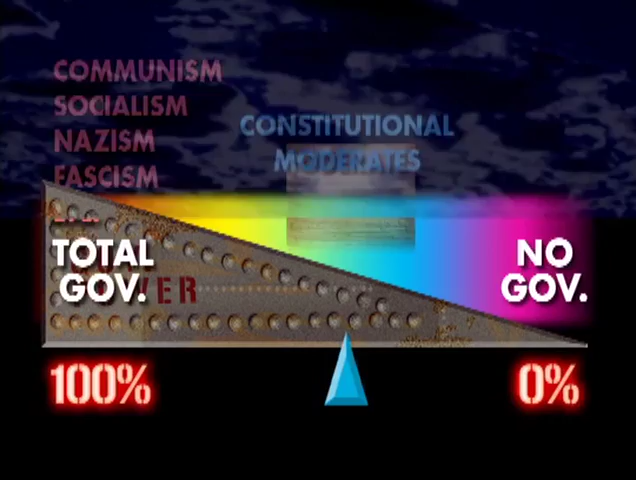 COMMUNISM
SOCIALISM
NAZISM
FASCISM
CONSTITUTIONAL
MODERATES
TOTAL
GOV.
NO
GOV.
100%
0%